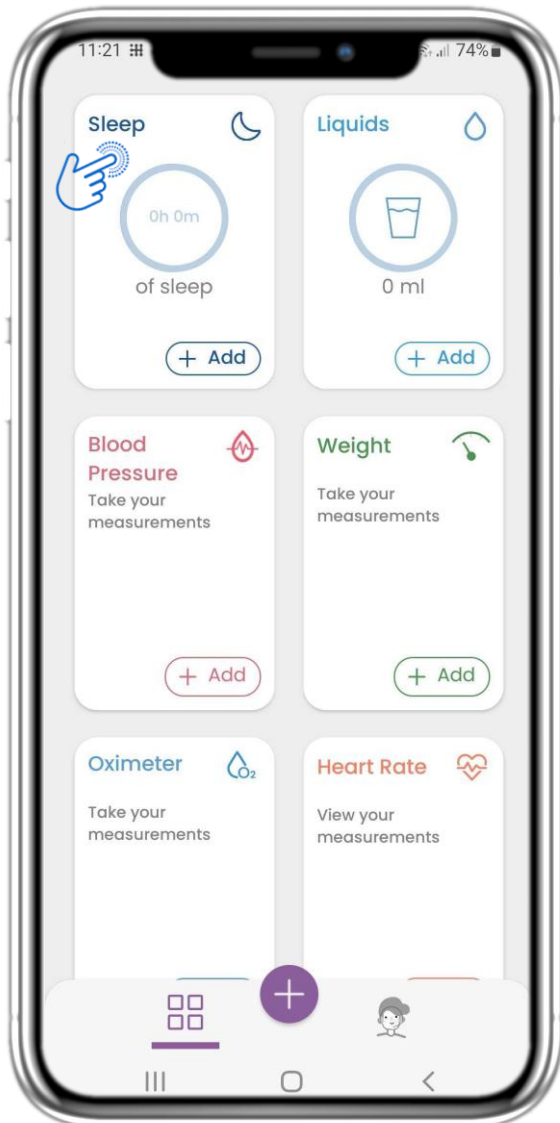 11:21 74%
Sleep
0h 0m
of sleep
+ Add
Liquids
0 ml
+ Add
Blood
Pressure
Take your
measurements
+ Add
Weight
Take your
measurements
+ Add
Oximeter
O₂
Take your
measurements
Heart Rate
View your
measurements